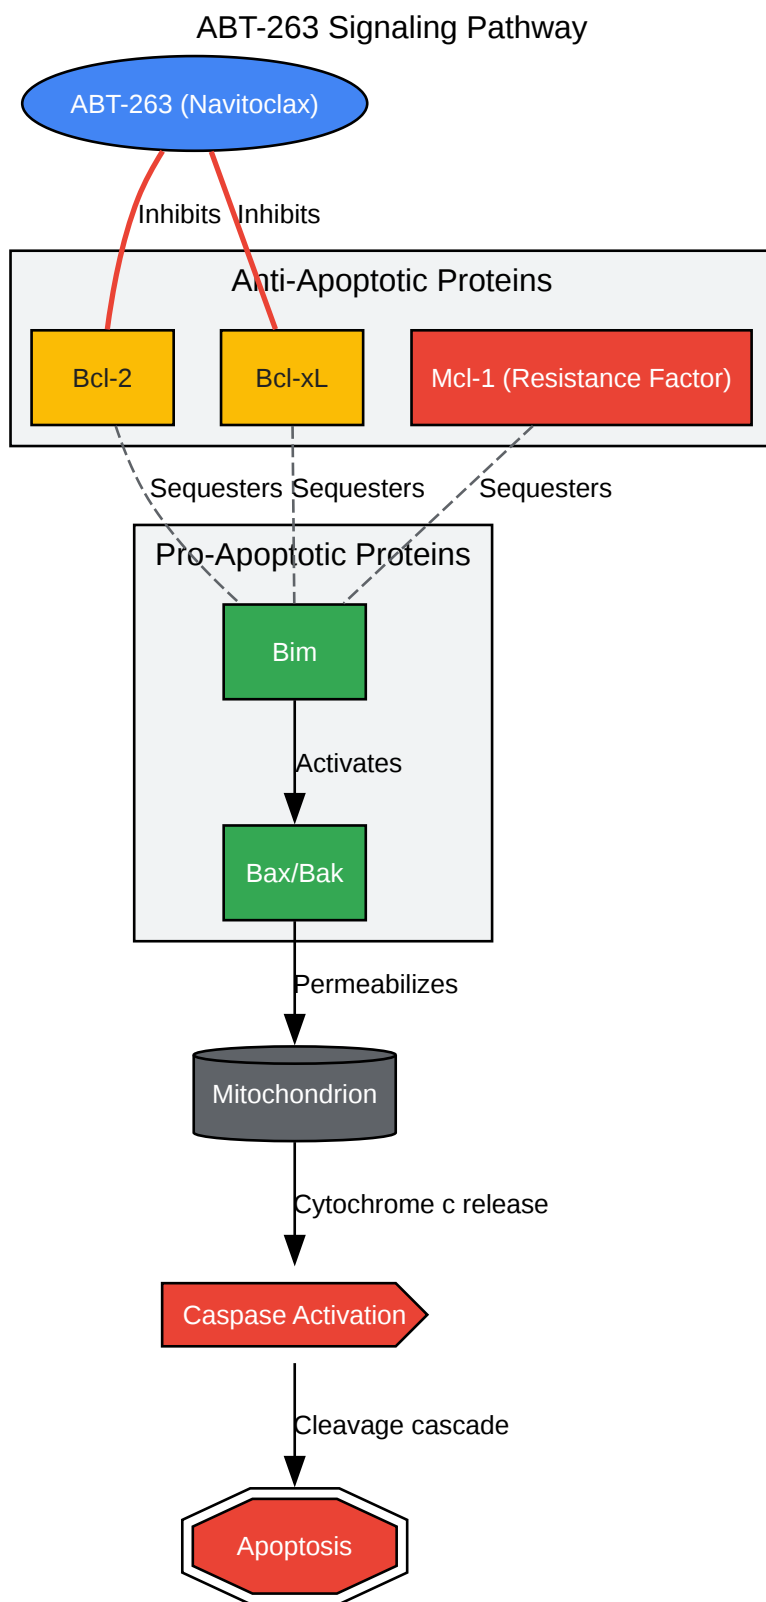 ABT-263 Signaling Pathway
ABT-263 (Navitoclax)
Inhibits
Inhibits
Anti-Apoptotic Proteins
Bcl-2
Bcl-xL
Mcl-1 (Resistance Factor)
Sequesters
Sequesters
Sequesters
Pro-Apoptotic Proteins
Bim
Activates
Bax/Bak
Permeabilizes
Mitochondrion
Cytochrome c release
Caspase Activation
Cleavage cascade
Apoptosis